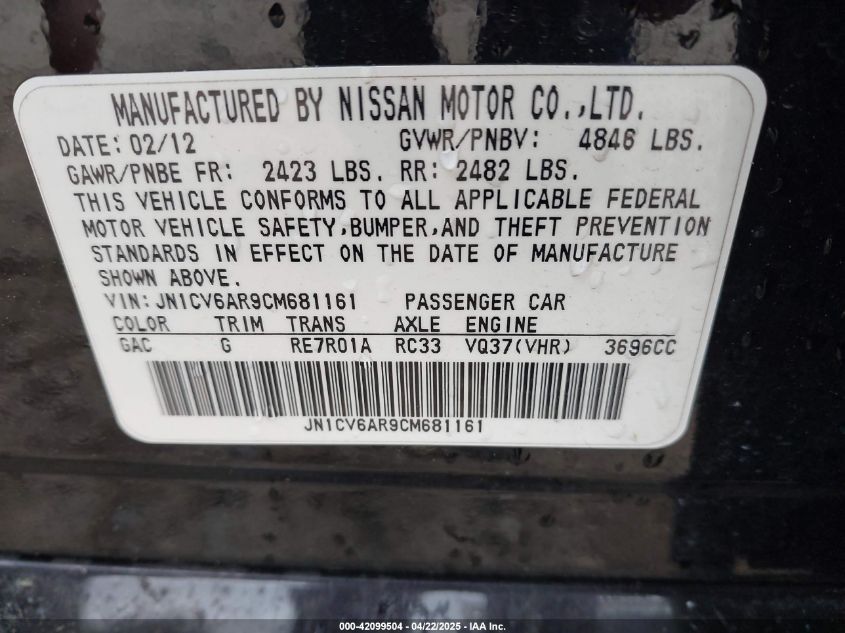 MANUFACTURED BY NISSAN MOTOR CO.,LTD.
DATE: 02/12 GVWR/PNBV: 4846 LBS.
GAWR/PNBE FR: 2423 LBS. RR: 2482 LBS.
THIS VEHICLE CONFORMS TO ALL APPLICABLE FEDERAL
MOTOR VEHICLE SAFETY,BUMPER,AND THEFT PREVENTION
STANDARDS IN EFFECT ON THE DATE OF MANUFACTURE
SHOWN ABOVE.
VIN: JN1CV6AR9CM681161 PASSENGER CAR
COLOR TRIM TRANS AXLE ENGINE
GAC G RE7R01A RC33 VQ37(VHR) 3696CC
JN1CV6AR9CM681161
000-42099504 - 04/22/2025 - IAA Inc.